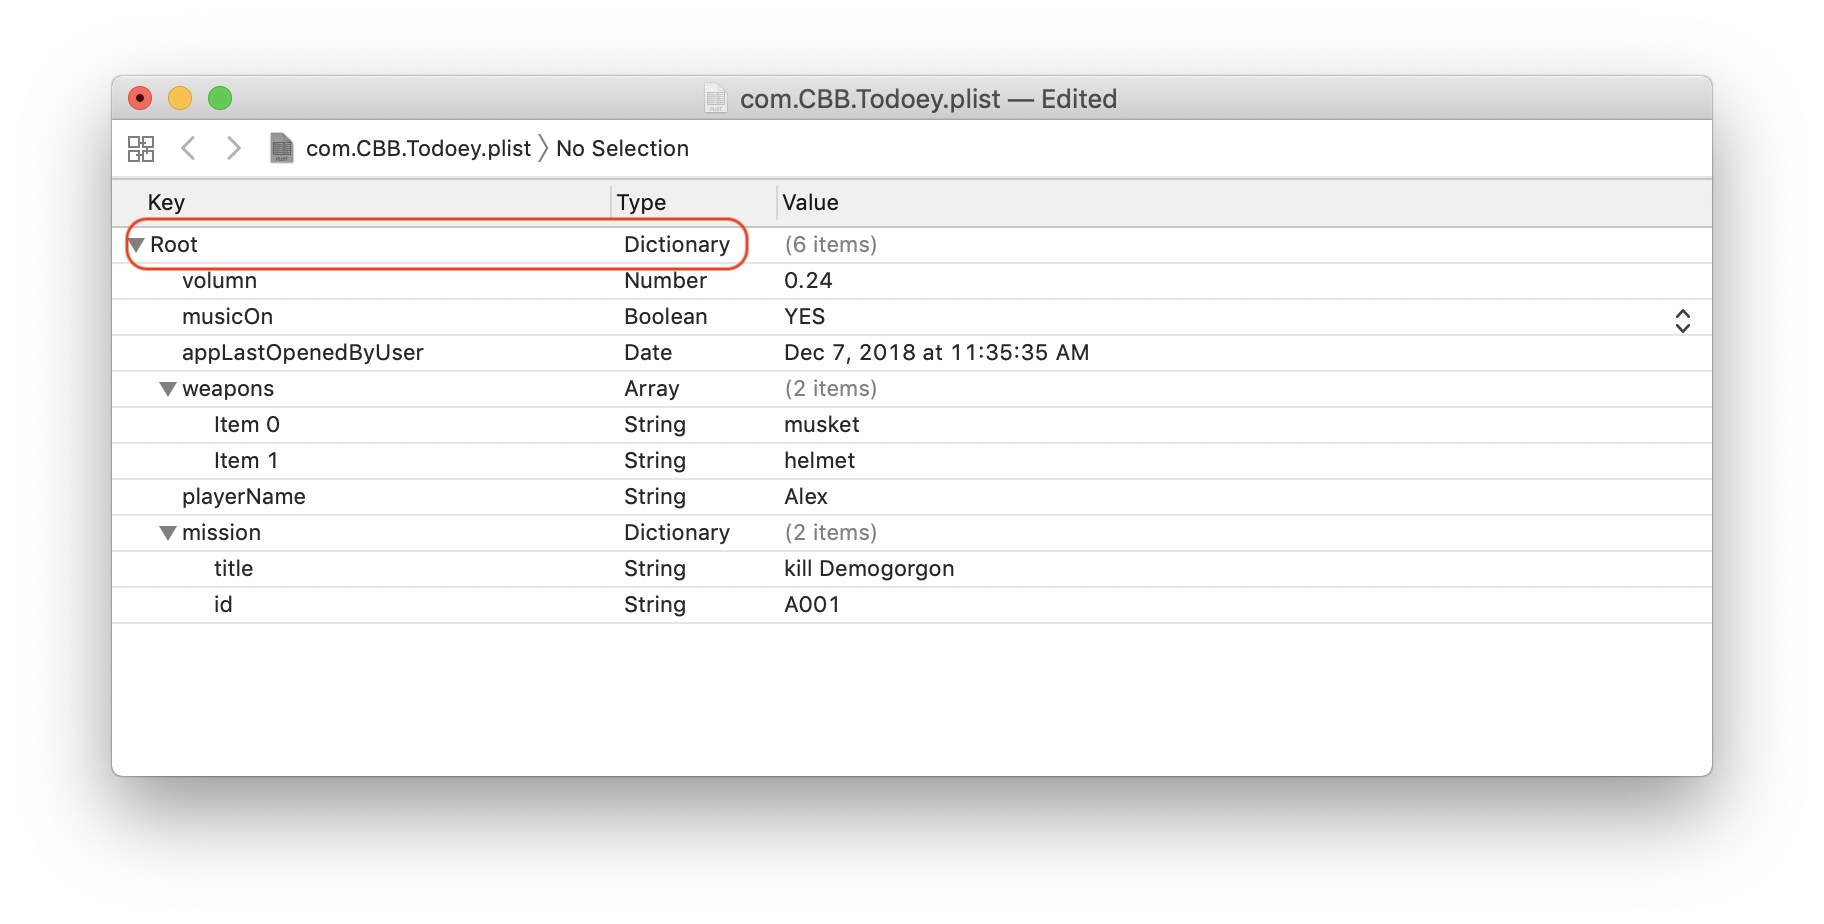 com.CBB.Todoey.plist — Edited
com.CBB.Todoey.plist 〉 No Selection
Key Type Value
Root Dictionary (6 items)
volumn Number 0.24
musicOn Boolean YES
appLastOpenedByUser Date Dec 7, 2018 at 11:35:35 AM
weapons Array (2 items)
Item 0 String musket
Item 1 String helmet
playerName String Alex
mission Dictionary (2 items)
title String kill Demogorgon
id String A001